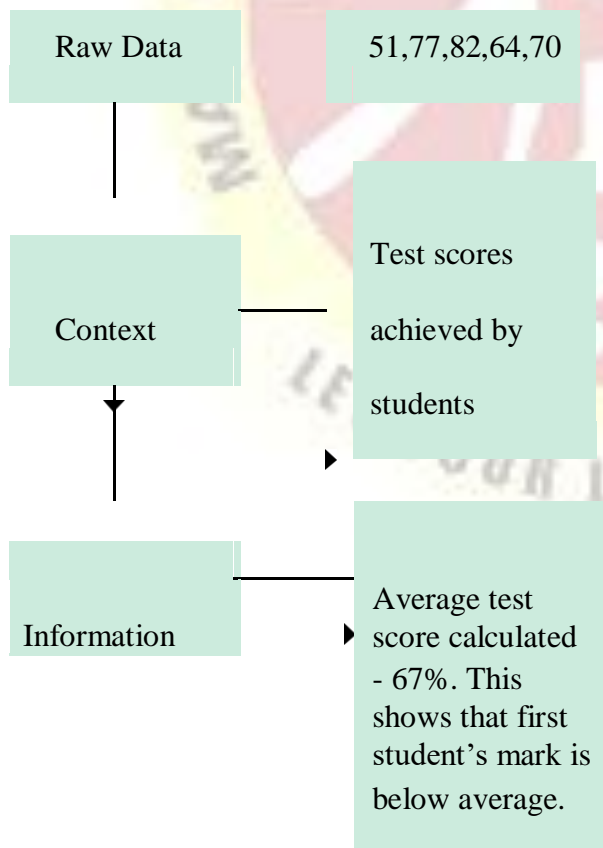 Raw Data
51,77,82,64,70
Context
Test scores
achieved by
students
Information
Average test
score calculated
- 67%. This
shows that first
student's mark is
below average.